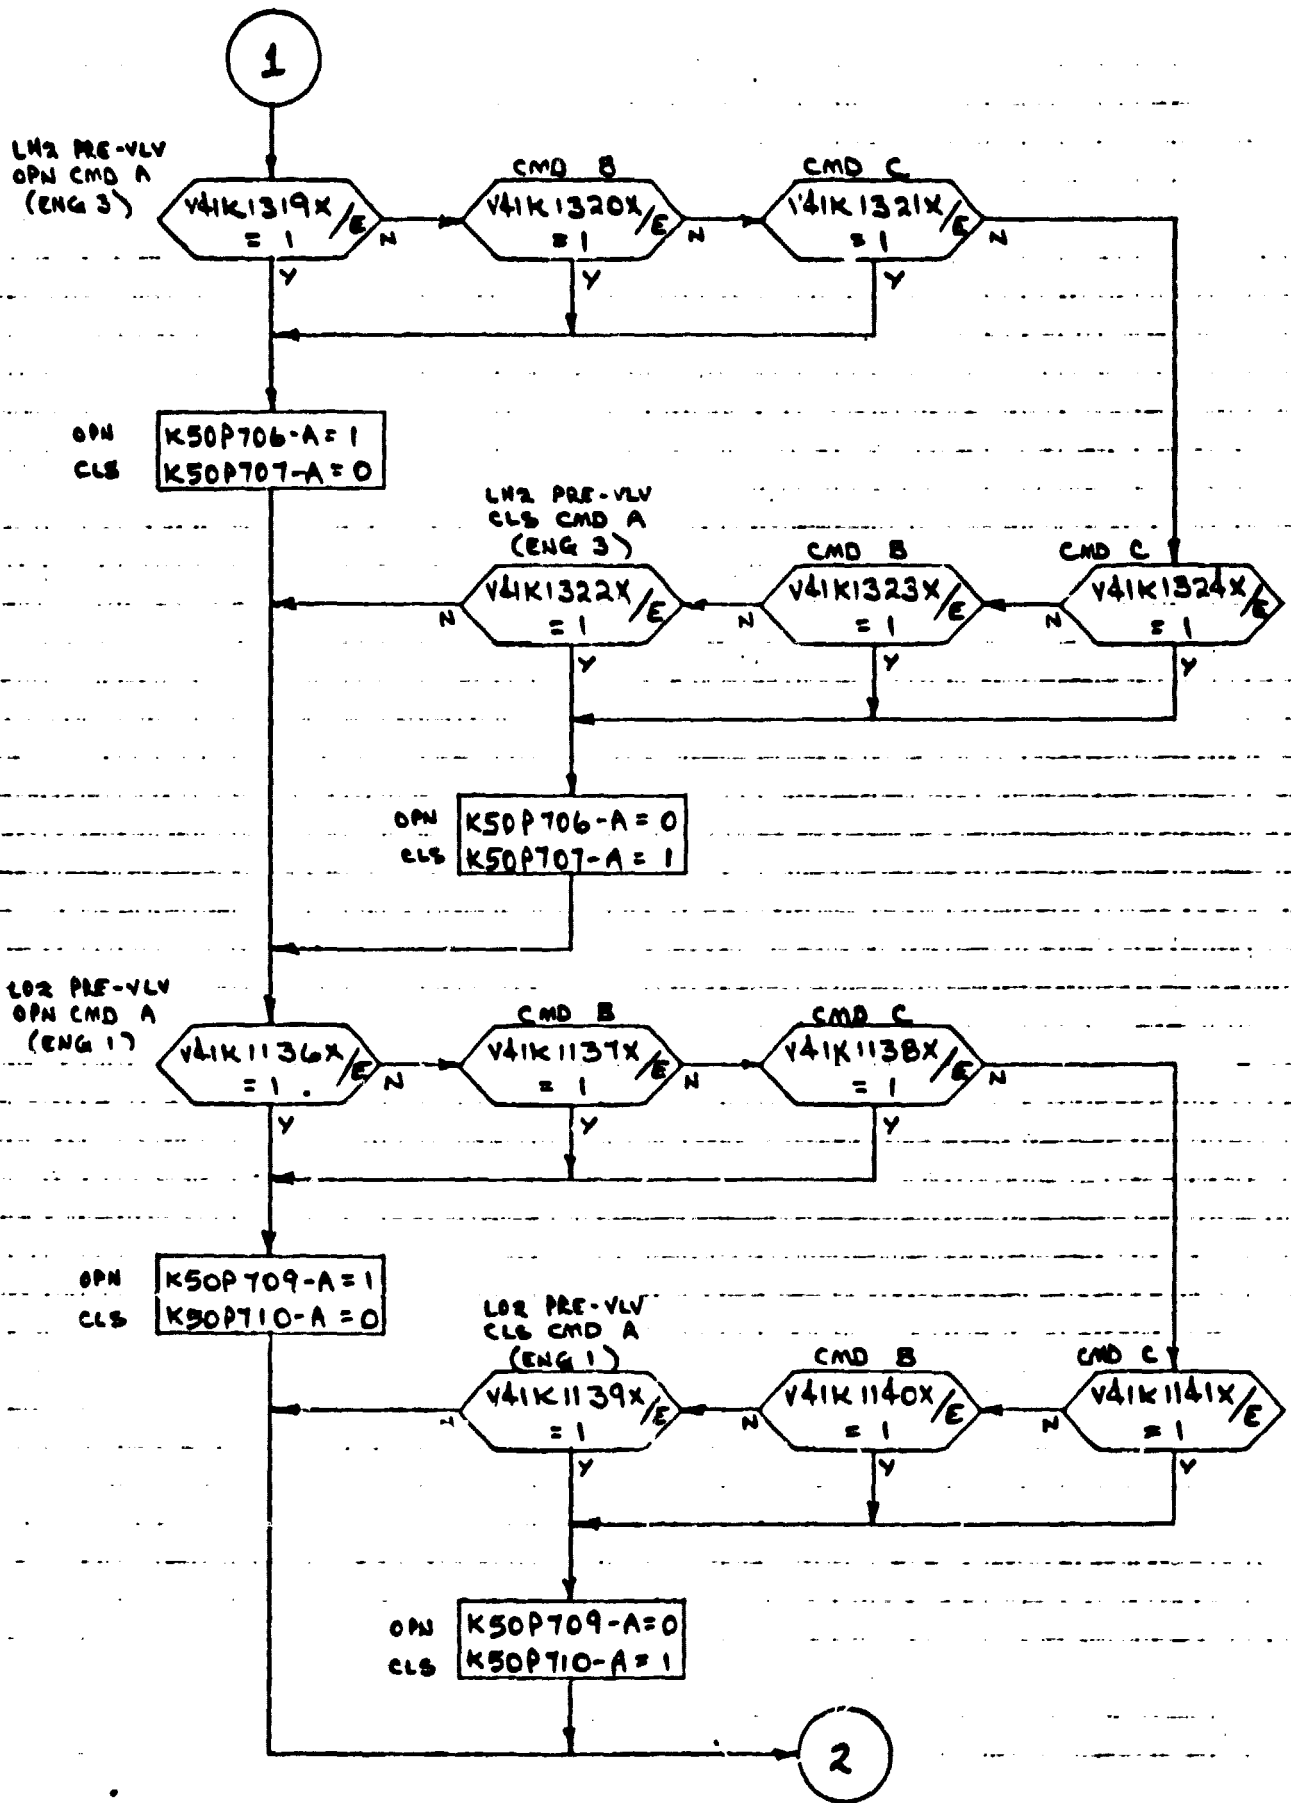 1
LH2 PRE-VLV
OPN CMD A
(ENG 3)
V41K1319X/E
= 1
N
Y
CMD B
V41K1320X/E
= 1
N
Y
CMD C
V41K1321X/E
= 1
N
Y
OPN K50P706-A = 1
CLS K50P707-A = 0
LH2 PRE-VLV
CLS CMD A
(ENG 3)
V41K1322X/E
= 1
N
Y
CMD B
V41K1323X/E
= 1
N
Y
CMD C
V41K1324X/E
= 1
N
Y
OPN K50P706-A = 0
CLS K50P707-A = 1
LO2 PRE-VLV
OPN CMD A
(ENG 1)
V41K1136X/E
= 1
N
Y
CMD B
V41K1137X/E
= 1
N
Y
CMD C
V41K1138X/E
= 1
N
Y
OPN K50P709-A = 1
CLS K50P710-A = 0
LO2 PRE-VLV
CLS CMD A
(ENG 1)
V41K1139X/E
= 1
N
Y
CMD B
V41K1140X/E
= 1
N
Y
CMD C
V41K1141X/E
= 1
N
Y
OPN K50P709-A=0
CLS K50P710-A = 1
2